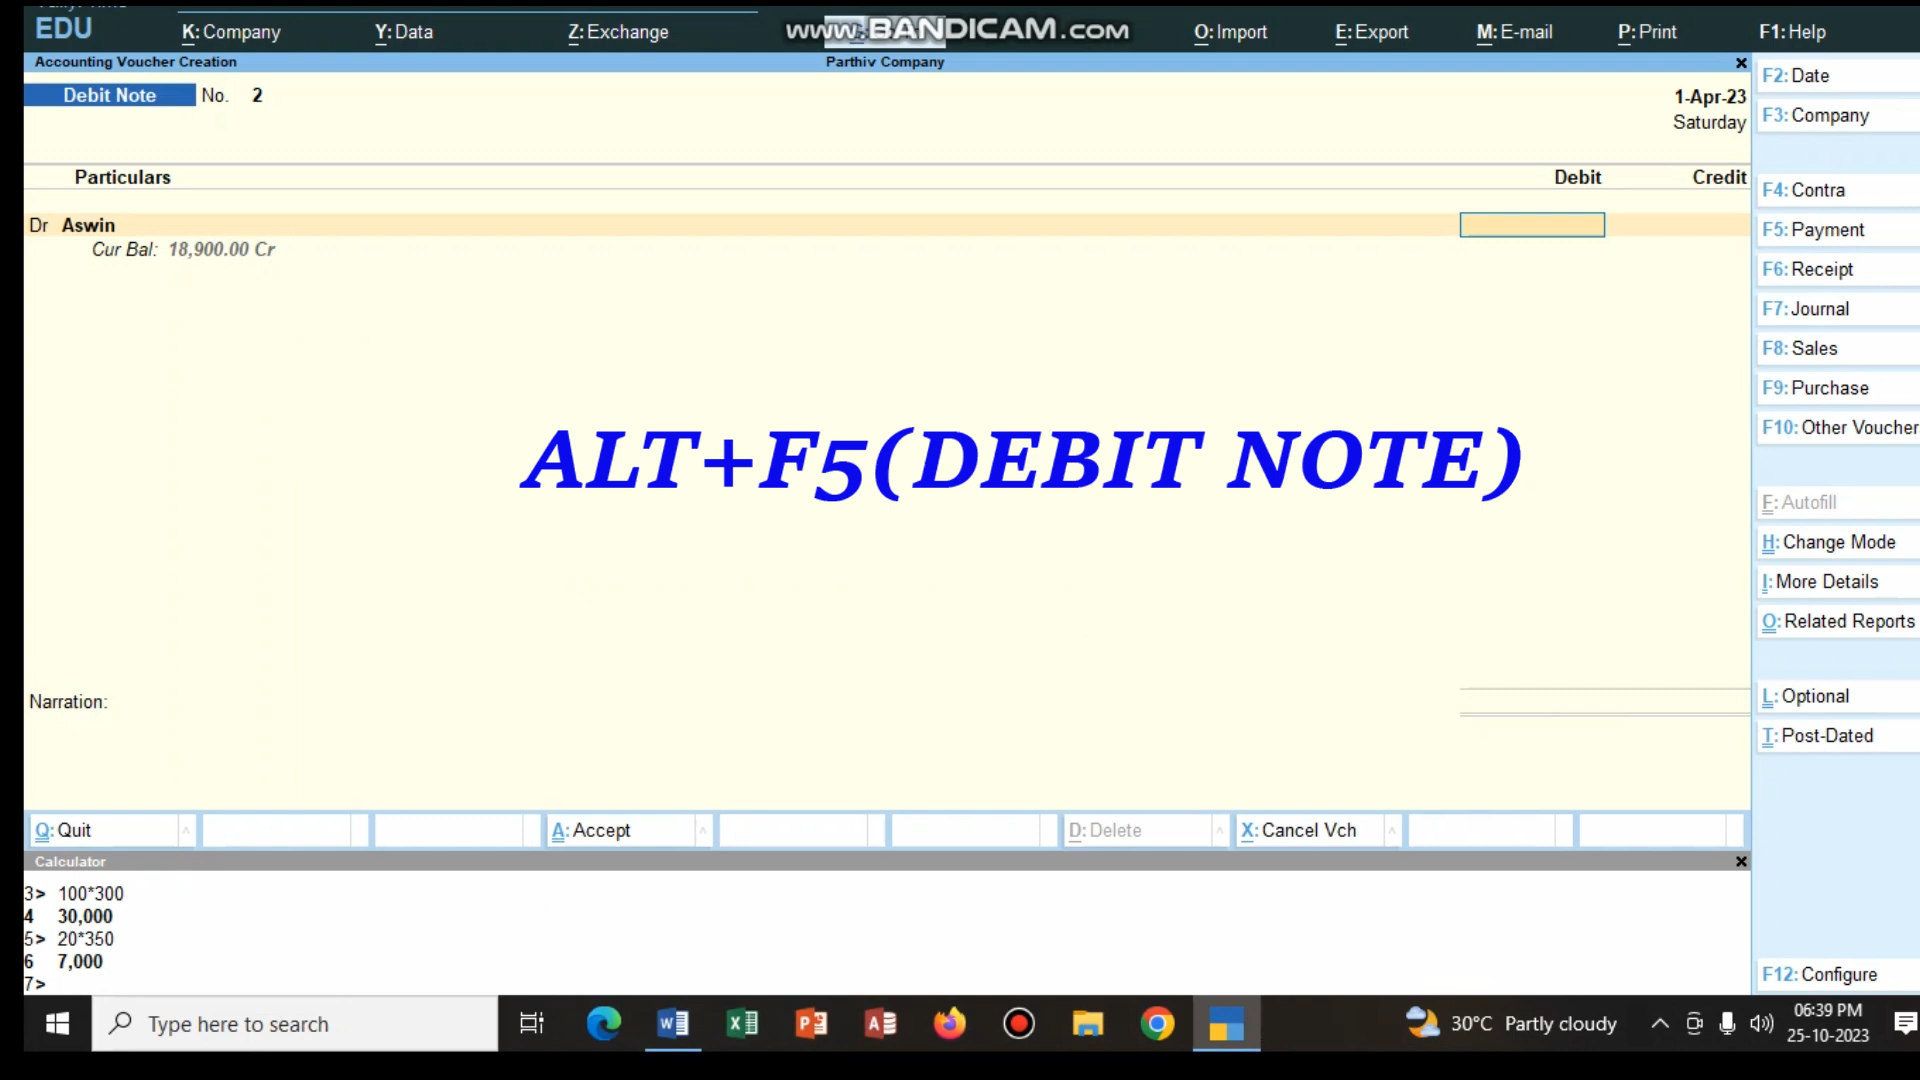 EDU
K: Company
Y: Data
Z: Exchange
www.BANDICAM.com
O: Import
E: Export
M: E-mail
P: Print
F1: Help
Accounting Voucher Creation
Parthiv Company
Debit Note No. 2
1-Apr-23
Saturday
Particulars Debit Credit
Dr Aswin
Cur Bal: 18,900.00 Cr
ALT+F5(DEBIT NOTE)
Narration:
F2: Date
F3: Company
F4: Contra
F5: Payment
F6: Receipt
F7: Journal
F8: Sales
F9: Purchase
F10: Other Voucher
F: Autofill
H: Change Mode
I: More Details
O: Related Reports
L: Optional
T: Post-Dated
F12: Configure
Q: Quit
A: Accept
D: Delete
X: Cancel Vch
Calculator
3> 100*300
4 30,000
5> 20*350
6 7,000
7>
Type here to search
30°C Partly cloudy
06:39 PM
25-10-2023